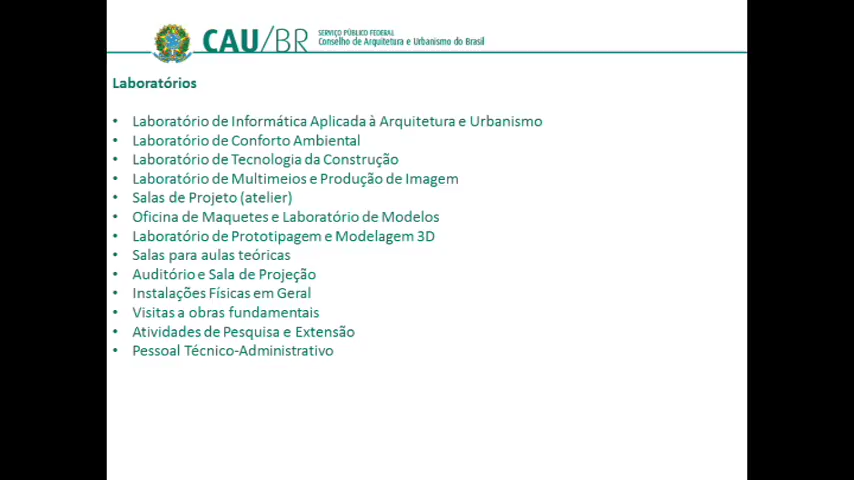 CAU/BR
SERVIÇO PÚBLICO FEDERAL
Conselho de Arquitetura e Urbanismo do Brasil
Laboratórios
• Laboratório de Informática Aplicada à Arquitetura e Urbanismo
• Laboratório de Conforto Ambiental
• Laboratório de Tecnologia da Construção
• Laboratório de Multimeios e Produção de Imagem
• Salas de Projeto (atelier)
• Oficina de Maquetes e Laboratório de Modelos
• Laboratório de Prototipagem e Modelagem 3D
• Salas para aulas teóricas
• Auditório e Sala de Projeção
• Instalações Físicas em Geral
• Visitas a obras fundamentais
• Atividades de Pesquisa e Extensão
• Pessoal Técnico-Administrativo